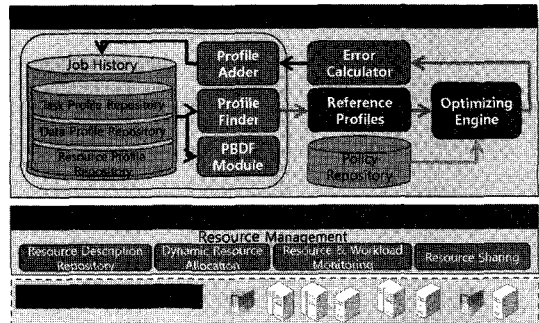 Job History
Task Profile Repository
Data Profile Repository
Resource Profile
Repository
Profile
Adder
Profile
Finder
PBDF
Module
Error
Calculator
Reference
Profiles
Policy
Repository
Optimizing
Engine
Resource Management
Resource Description
Repository
Dynamic Resource
Allocation
Resource & Workload
Monitoring
Resource Sharing